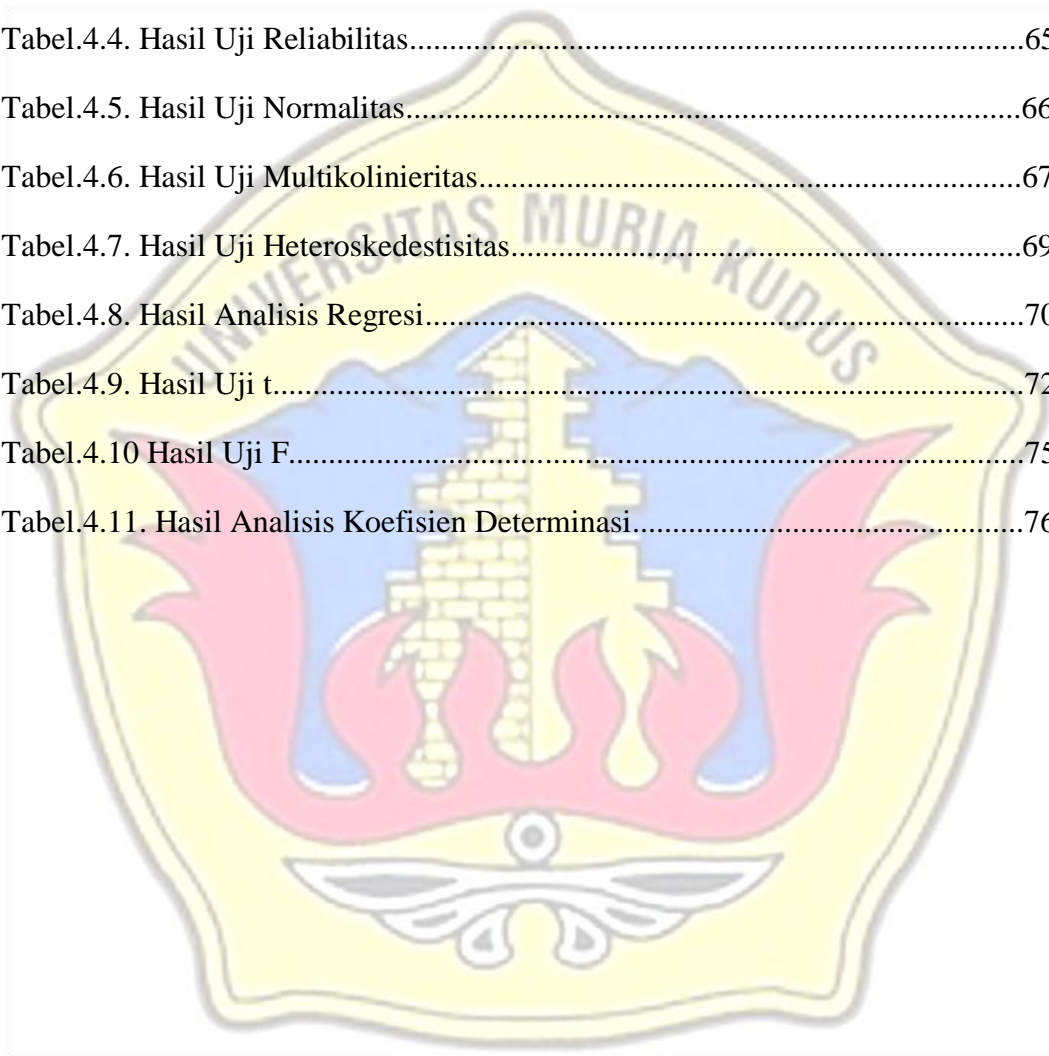 Tabel.4.4. Hasil Uji Reliabilitas....................................................................................65
Tabel.4.5. Hasil Uji Normalitas....................................................................................66
Tabel.4.6. Hasil Uji Multikolinieritas............................................................................67
Tabel.4.7. Hasil Uji Heteroskedestisitas.......................................................................69
Tabel.4.8. Hasil Analisis Regresi..................................................................................70
Tabel.4.9. Hasil Uji t.....................................................................................................72
Tabel.4.10 Hasil Uji F...................................................................................................75
Tabel.4.11. Hasil Analisis Koefisien Determinasi.........................................................76
UNIVERSITAS MURIA KUDUS